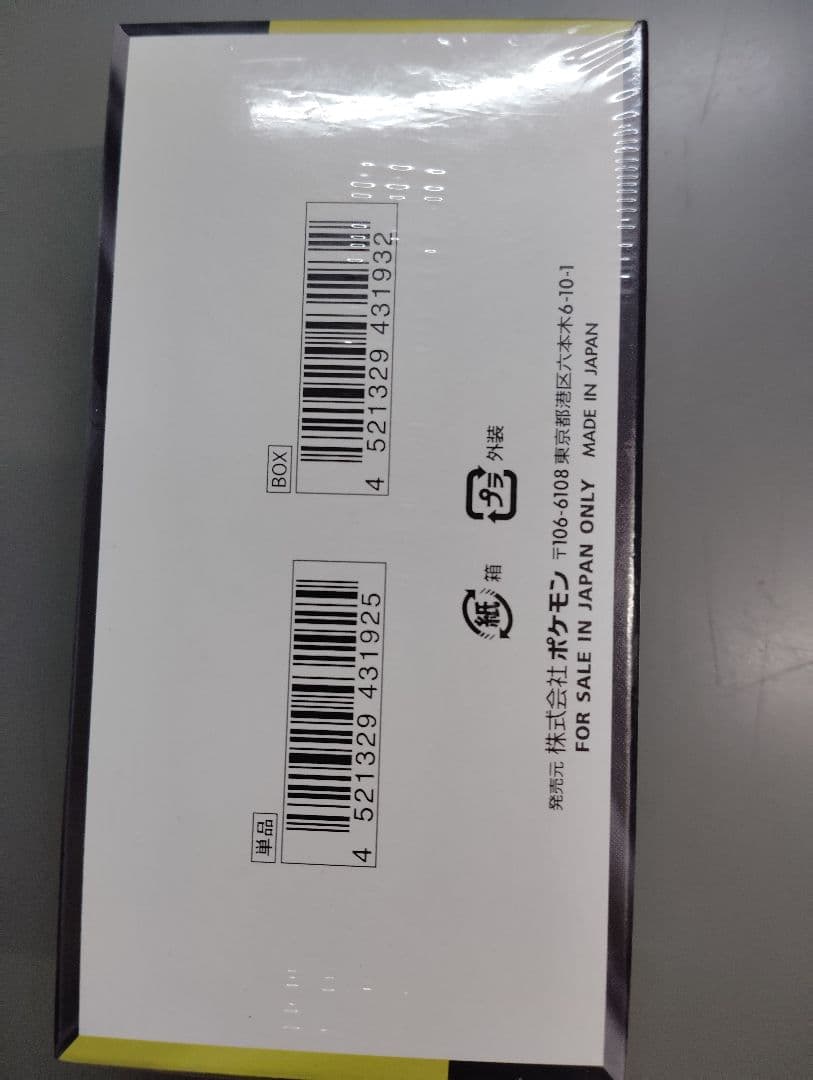 単品
4 521329 431925
BOX
4 521329 431932
紙 箱
プラ 外装
発売元 株式会社ポケモン 〒106-6108 東京都港区六本木6-10-1
FOR SALE IN JAPAN ONLY MADE IN JAPAN